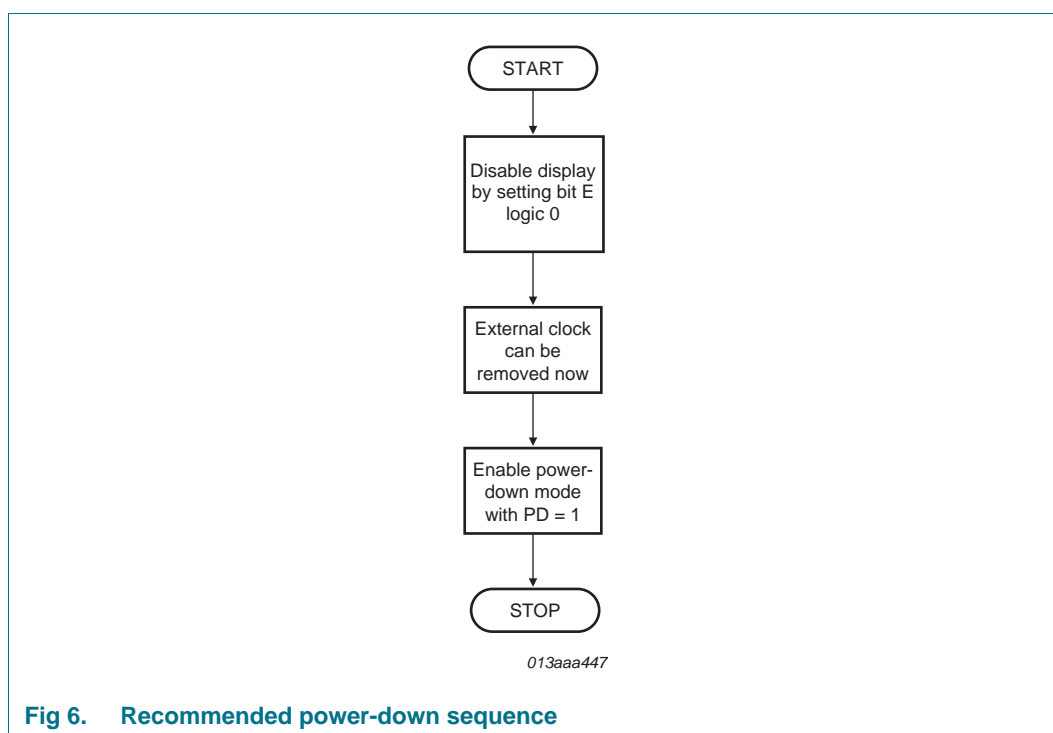 START
Disable display
by setting bit E
logic 0
External clock
can be
removed now
Enable power-
down mode
with PD = 1
STOP
013aaa447
Fig 6. Recommended power-down sequence